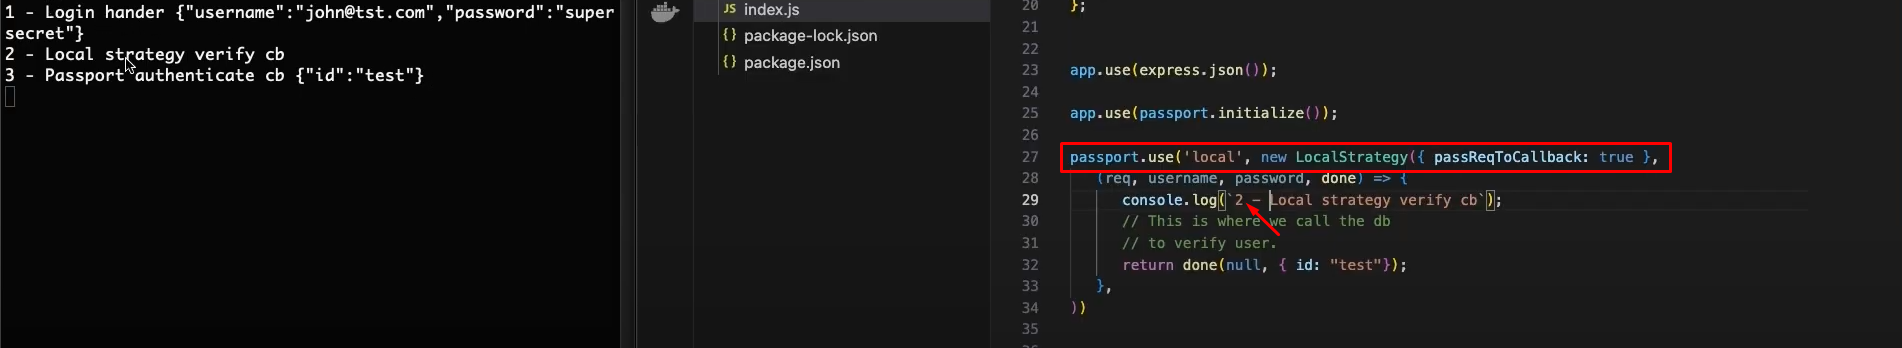 1 - Login hander {"username":"john@tst.com","password":"super
secret"}
2 - Local strategy verify cb
3 - Passport authenticate cb {"id":"test"}
JS index.js
{} package-lock.json
{} package.json
20 };
21
22
23 app.use(express.json());
24
25 app.use(passport.initialize());
26
27 passport.use('local', new LocalStrategy({ passReqToCallback: true },
28 (req, username, password, done) => {
29 console.log(`2 - Local strategy verify cb`);
30 // This is where we call the db
31 // to verify user.
32 return done(null, { id: "test"});
33 },
34 ))
35